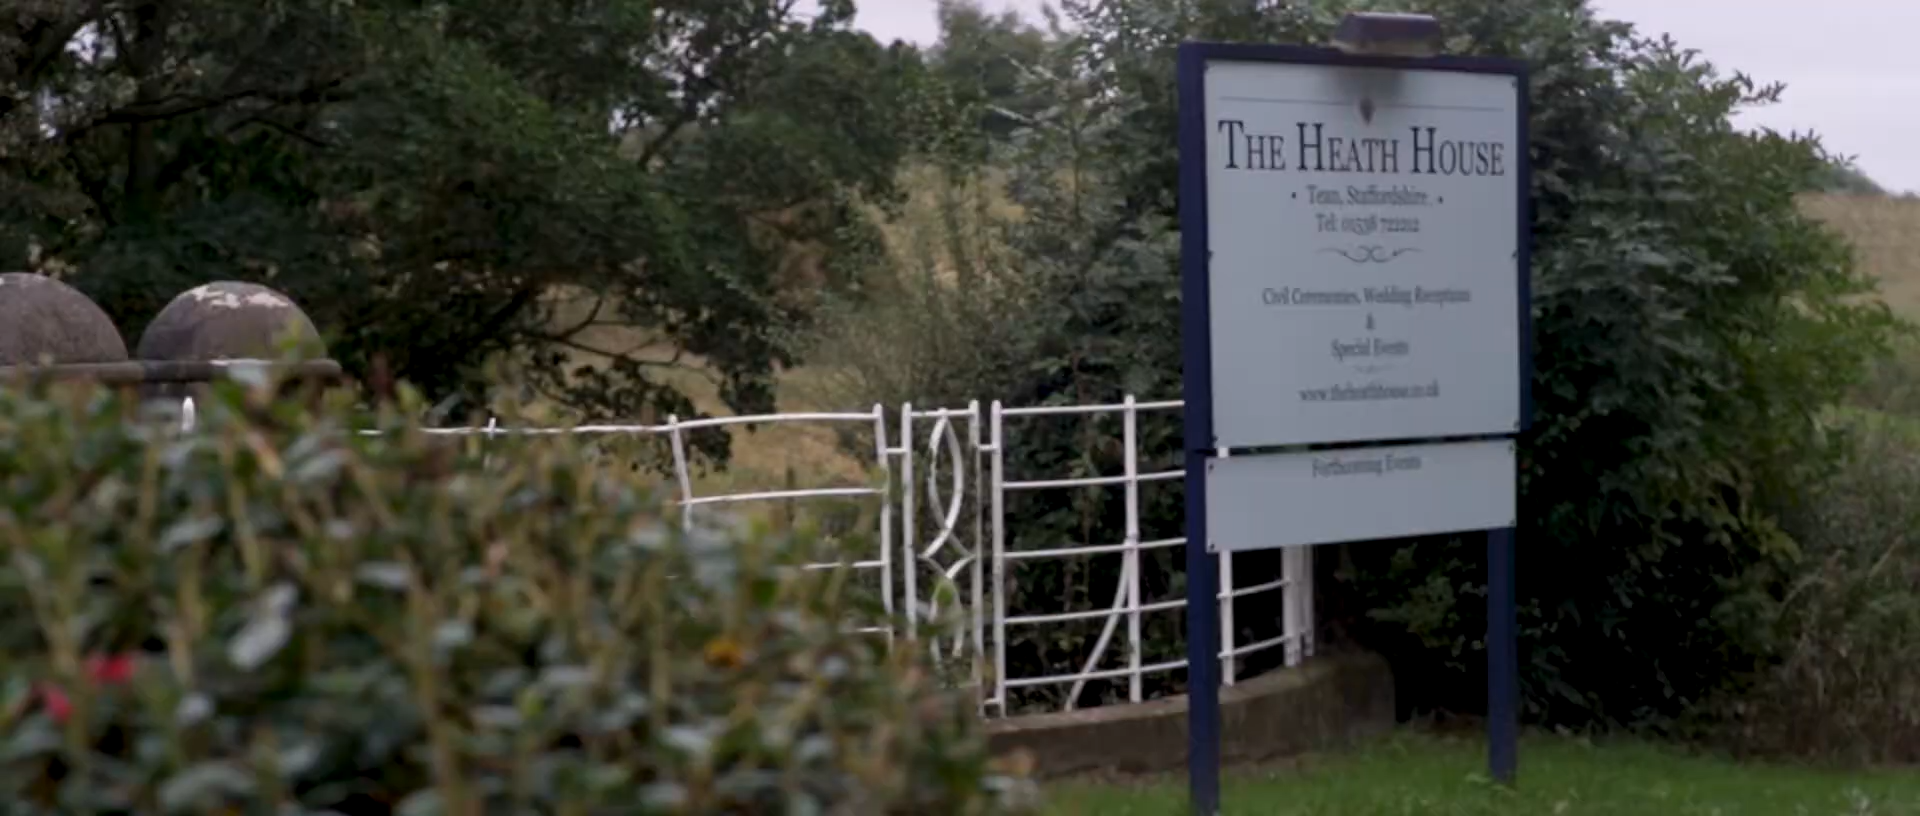 THE HEATH HOUSE
• Tean, Staffordshire. •
Tel: 01538 722212
Civil Ceremonies, Wedding Receptions
&
Special Events
www.theheathhouse.co.uk
Forthcoming Events